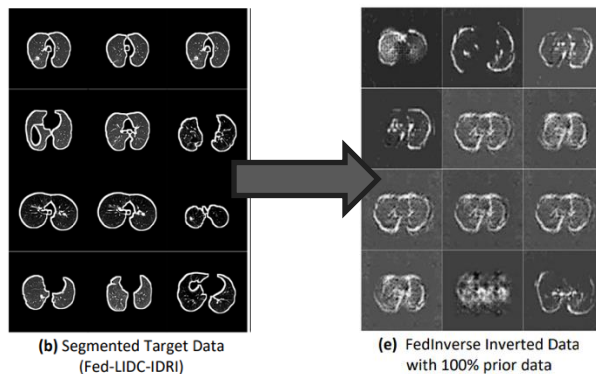 (b) Segmented Target Data
(Fed-LIDC-IDRI)
(e) FedInverse Inverted Data
with 100% prior data